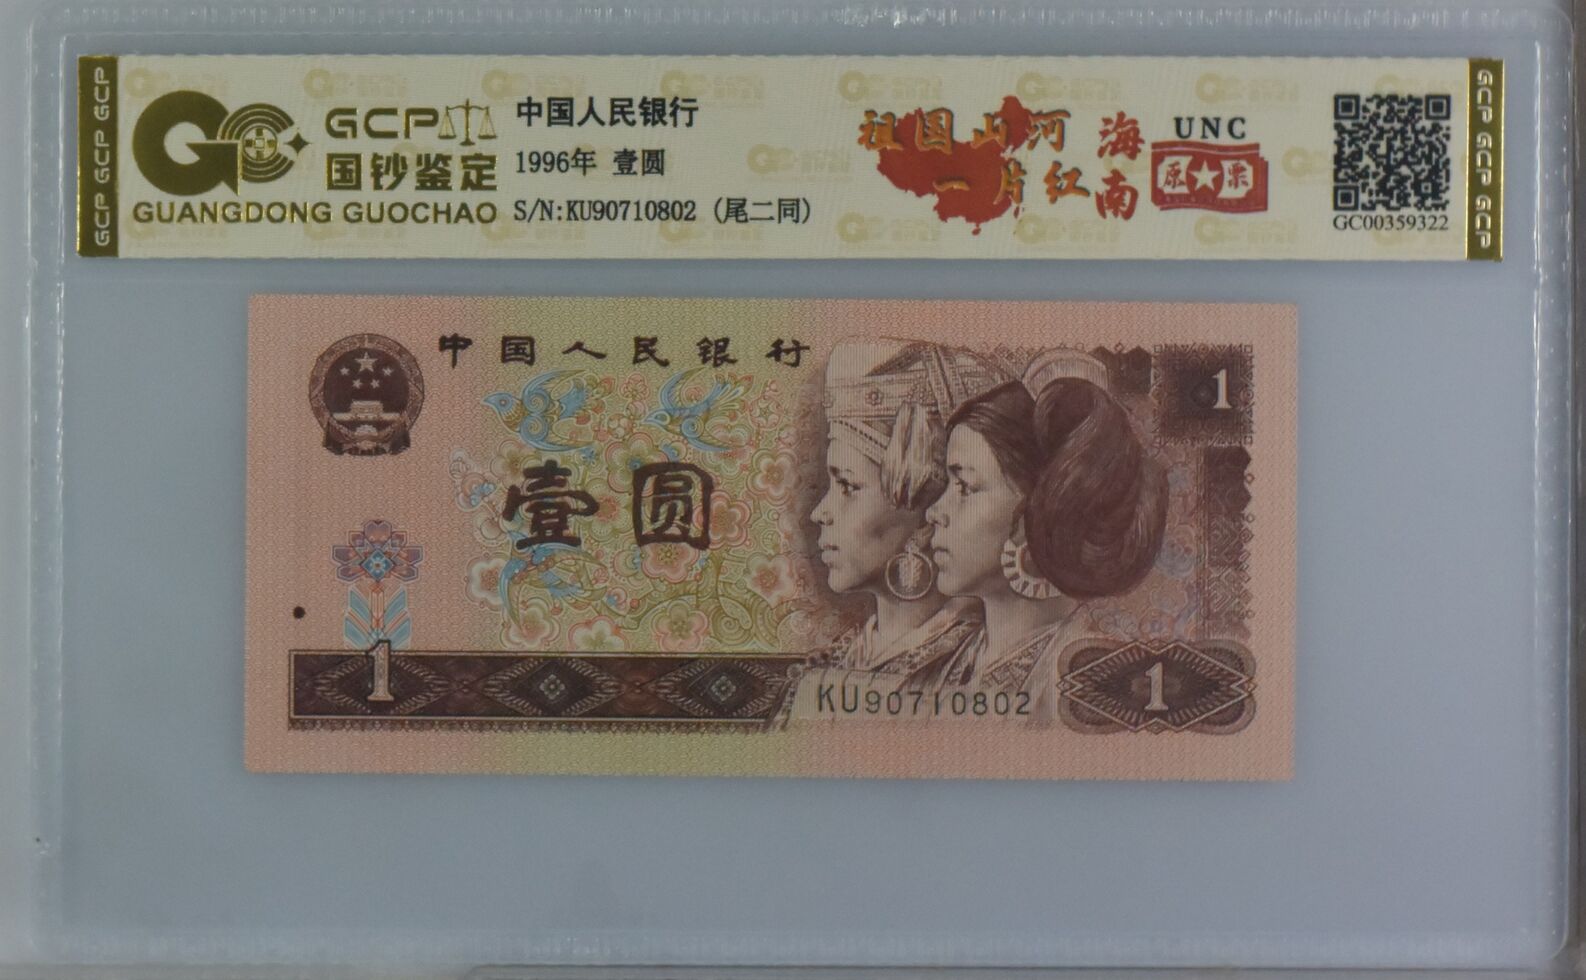 GCP GCP GCP
GCP
国钞鉴定
GUANGDONG GUOCHAO
中国人民银行
1996年 壹圆
S/N:KU90710802 (尾二同)
祖国山河
一片红
海南
UNC
原票
GC00359322
GCP GCP GCP GCP
中国人民银行
1
壹圆
1
KU90710802
1